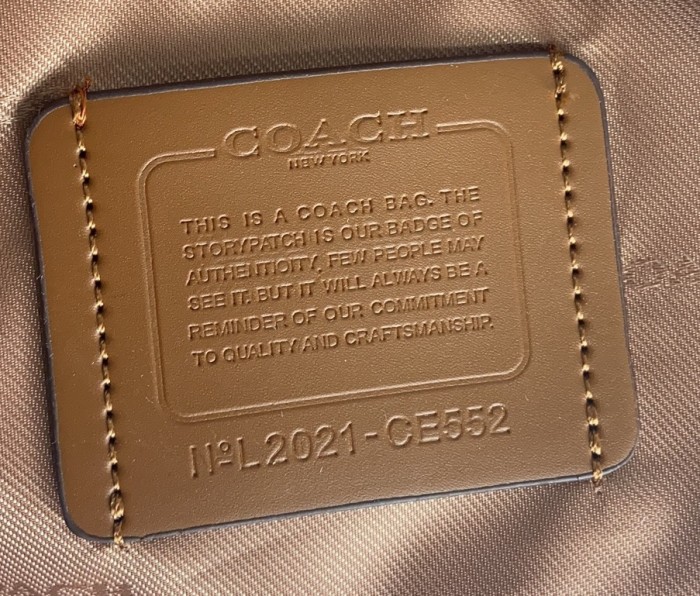 COACH
NEW YORK
THIS IS A COACH BAG. THE
STORYPATCH IS OUR BADGE OF
AUTHENTICITY, FEW PEOPLE MAY
SEE IT. BUT IT WILL ALWAYS BE A
REMINDER OF OUR COMMITMENT
TO QUALITY AND CRAFTSMANSHIP.
NºL2021-CE552